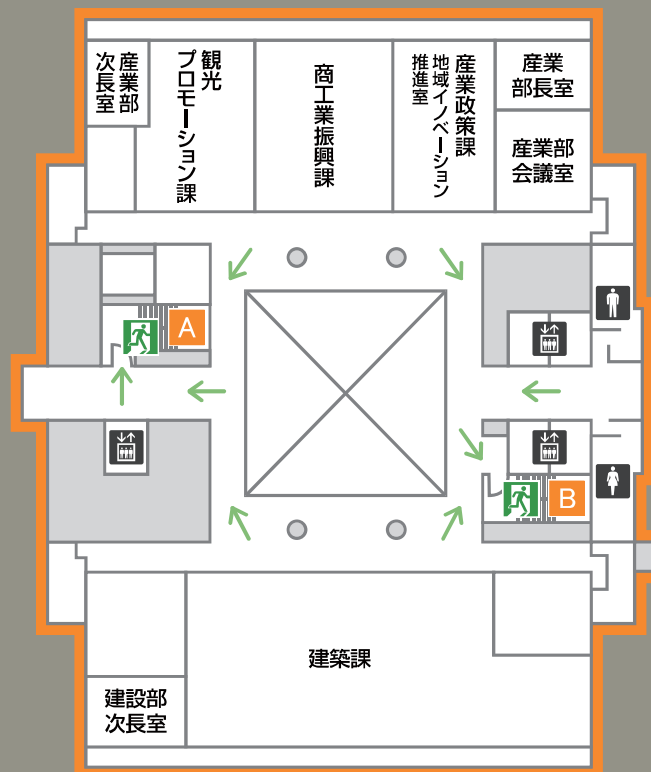 産業部
次長室
観光
プロモーション課
商工業振興課
産業政策課
地域イノベーション
推進室
産業
部長室
産業部
会議室
A
B
建築課
建設部
次長室